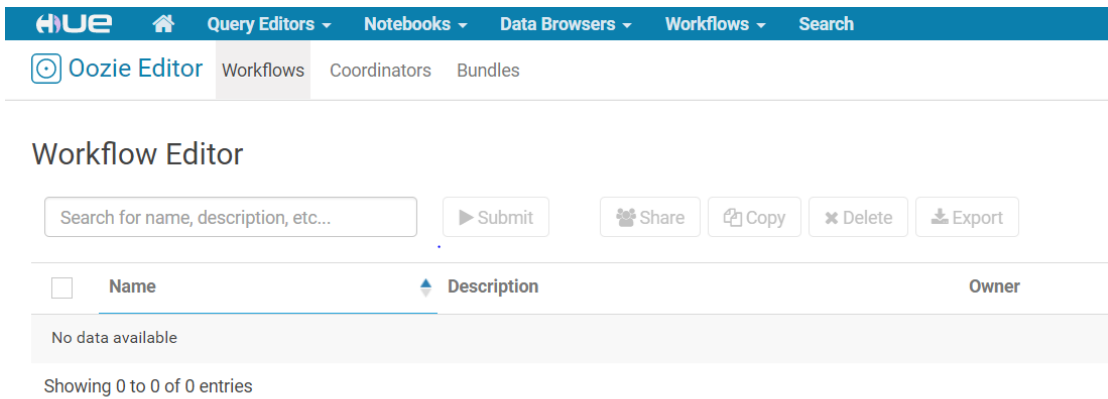 HUE Query Editors Notebooks Data Browsers Workflows Search
Oozie Editor Workflows Coordinators Bundles
Workflow Editor
Search for name, description, etc... Submit Share Copy Delete Export
Name Description Owner
No data available
Showing 0 to 0 of 0 entries